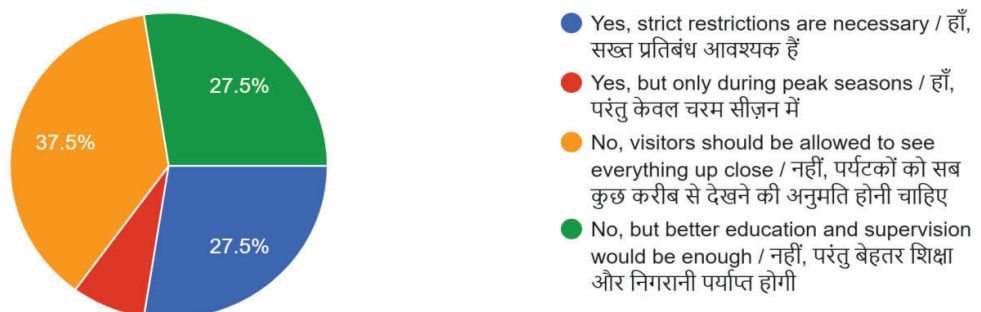 27.5%
37.5%
27.5%
Yes, strict restrictions are necessary / हाँ,
सख्त प्रतिबंध आवश्यक हैं
Yes, but only during peak seasons / हाँ,
परंतु केवल चरम सीज़न में
No, visitors should be allowed to see
everything up close / नहीं, पर्यटकों को सब
कुछ करीब से देखने की अनुमति होनी चाहिए
No, but better education and supervision
would be enough / नहीं, परंतु बेहतर शिक्षा
और निगरानी पर्याप्त होगी